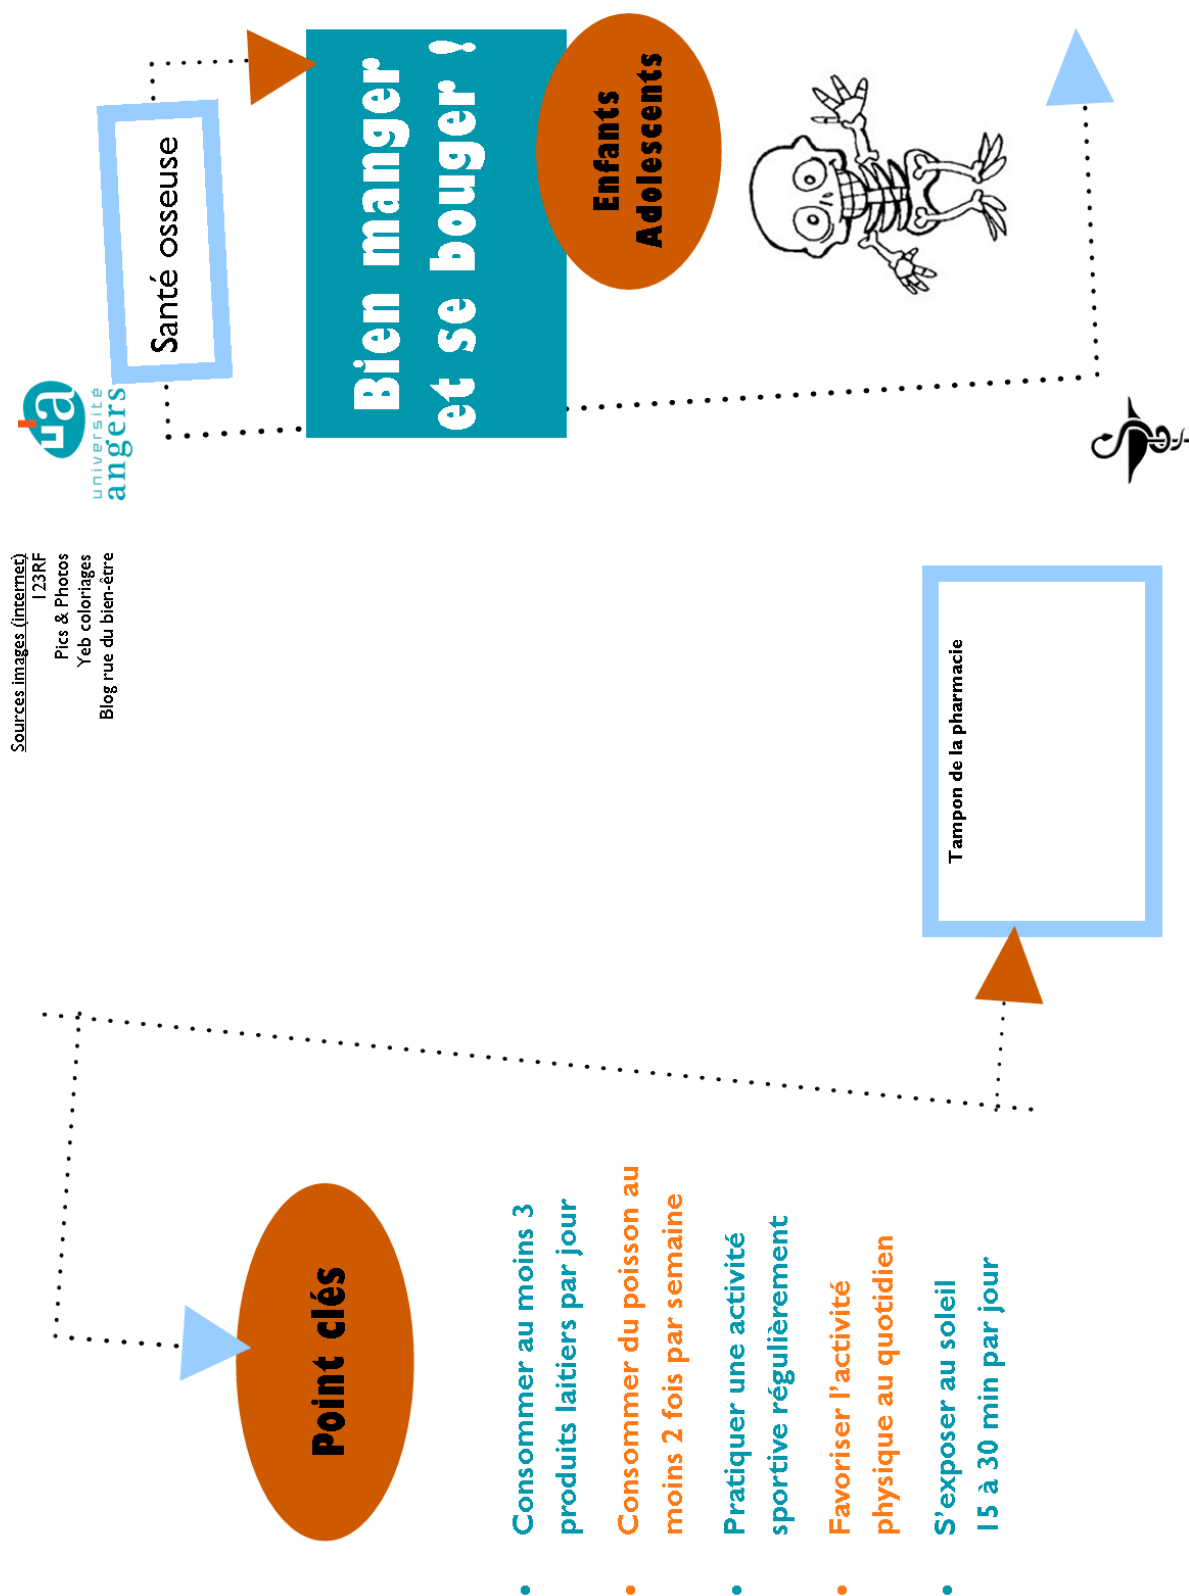 Point clés
• Consommer au moins 3
produits laitiers par jour
• Consommer du poisson au
moins 2 fois par semaine
• Pratiquer une activité
sportive régulièrement
• Favoriser l'activité
physique au quotidien
• S'exposer au soleil
15 à 30 min par jour
Sources images (internet)
123RF
Pics & Photos
Yeb coloriages
Blog rue du bien-être
Tampon de la pharmacie
ua
université
angers
Santé osseuse
Bien manger
et se bouger !
Enfants
Adolescents